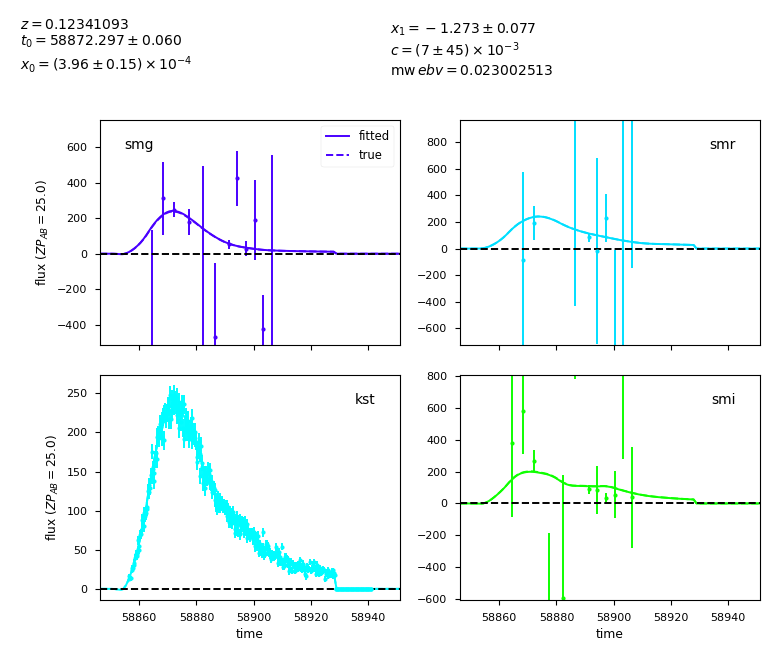 z = 0.12341093
t₀ = 58872.297 ± 0.060
x₀ = (3.96 ± 0.15) × 10⁻⁴
x₁ = −1.273 ± 0.077
c = (7 ± 45) × 10⁻³
mw ebv = 0.023002513
smg
fitted
true
flux (ZP_AB = 25.0)
600
400
200
0
−200
−400
smr
800
600
400
200
0
−200
−400
−600
kst
flux (ZP_AB = 25.0)
250
200
150
100
50
0
58860 58880 58900 58920 58940
time
smi
800
600
400
200
0
−200
−400
−600
58860 58880 58900 58920 58940
time